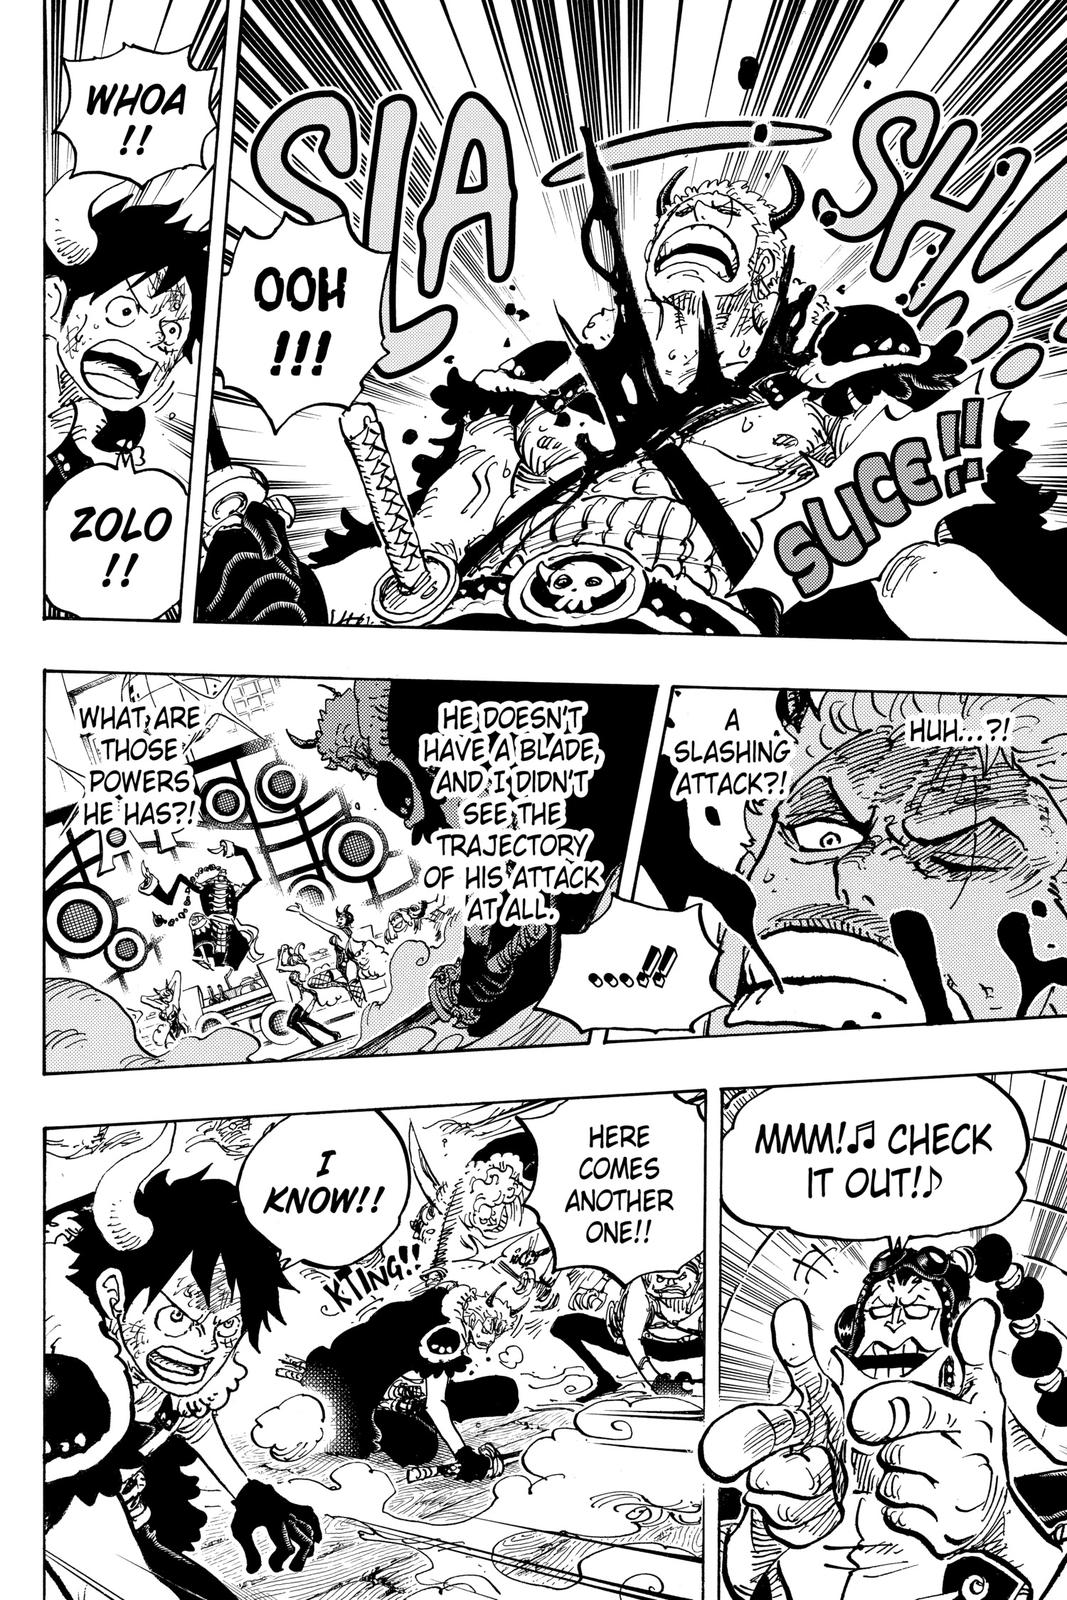 WHOA
!!
ZOLO
!!
SLA
SH
OOH
!!!
SLICE!!
WHAT ARE
THOSE
POWERS
HE HAS?!
HE DOESN'T
HAVE A BLADE,
AND I DIDN'T
SEE THE
TRAJECTORY
OF HIS ATTACK
AT ALL.
A
SLASHING
ATTACK?!
HUH...?!
....!!
I
KNOW!!
KTING!!
HERE
COMES
ANOTHER
ONE!!
MMM!♫ CHECK
IT OUT!♪